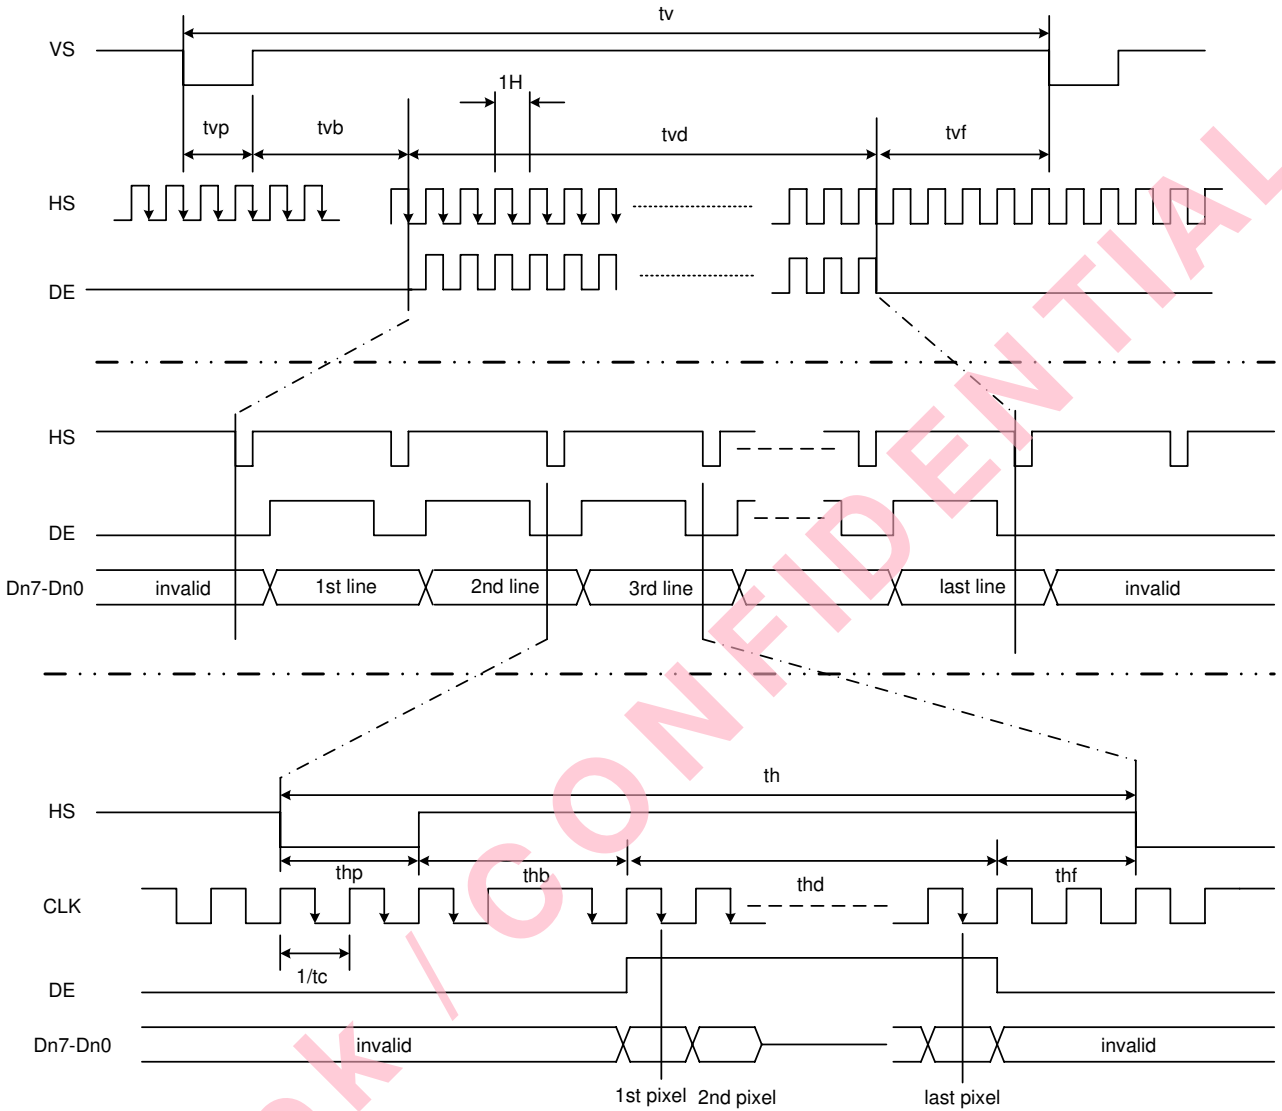 tv
VS
1H
tvp
tvb
tvd
tvf
HS
DE
HS
DE
Dn7-Dn0
invalid
1st line
2nd line
3rd line
last line
invalid
th
HS
thp
thb
thd
thf
CLK
1/tc
DE
Dn7-Dn0
invalid
invalid
1st pixel
2nd pixel
last pixel
ok / CONFIDENTIAL